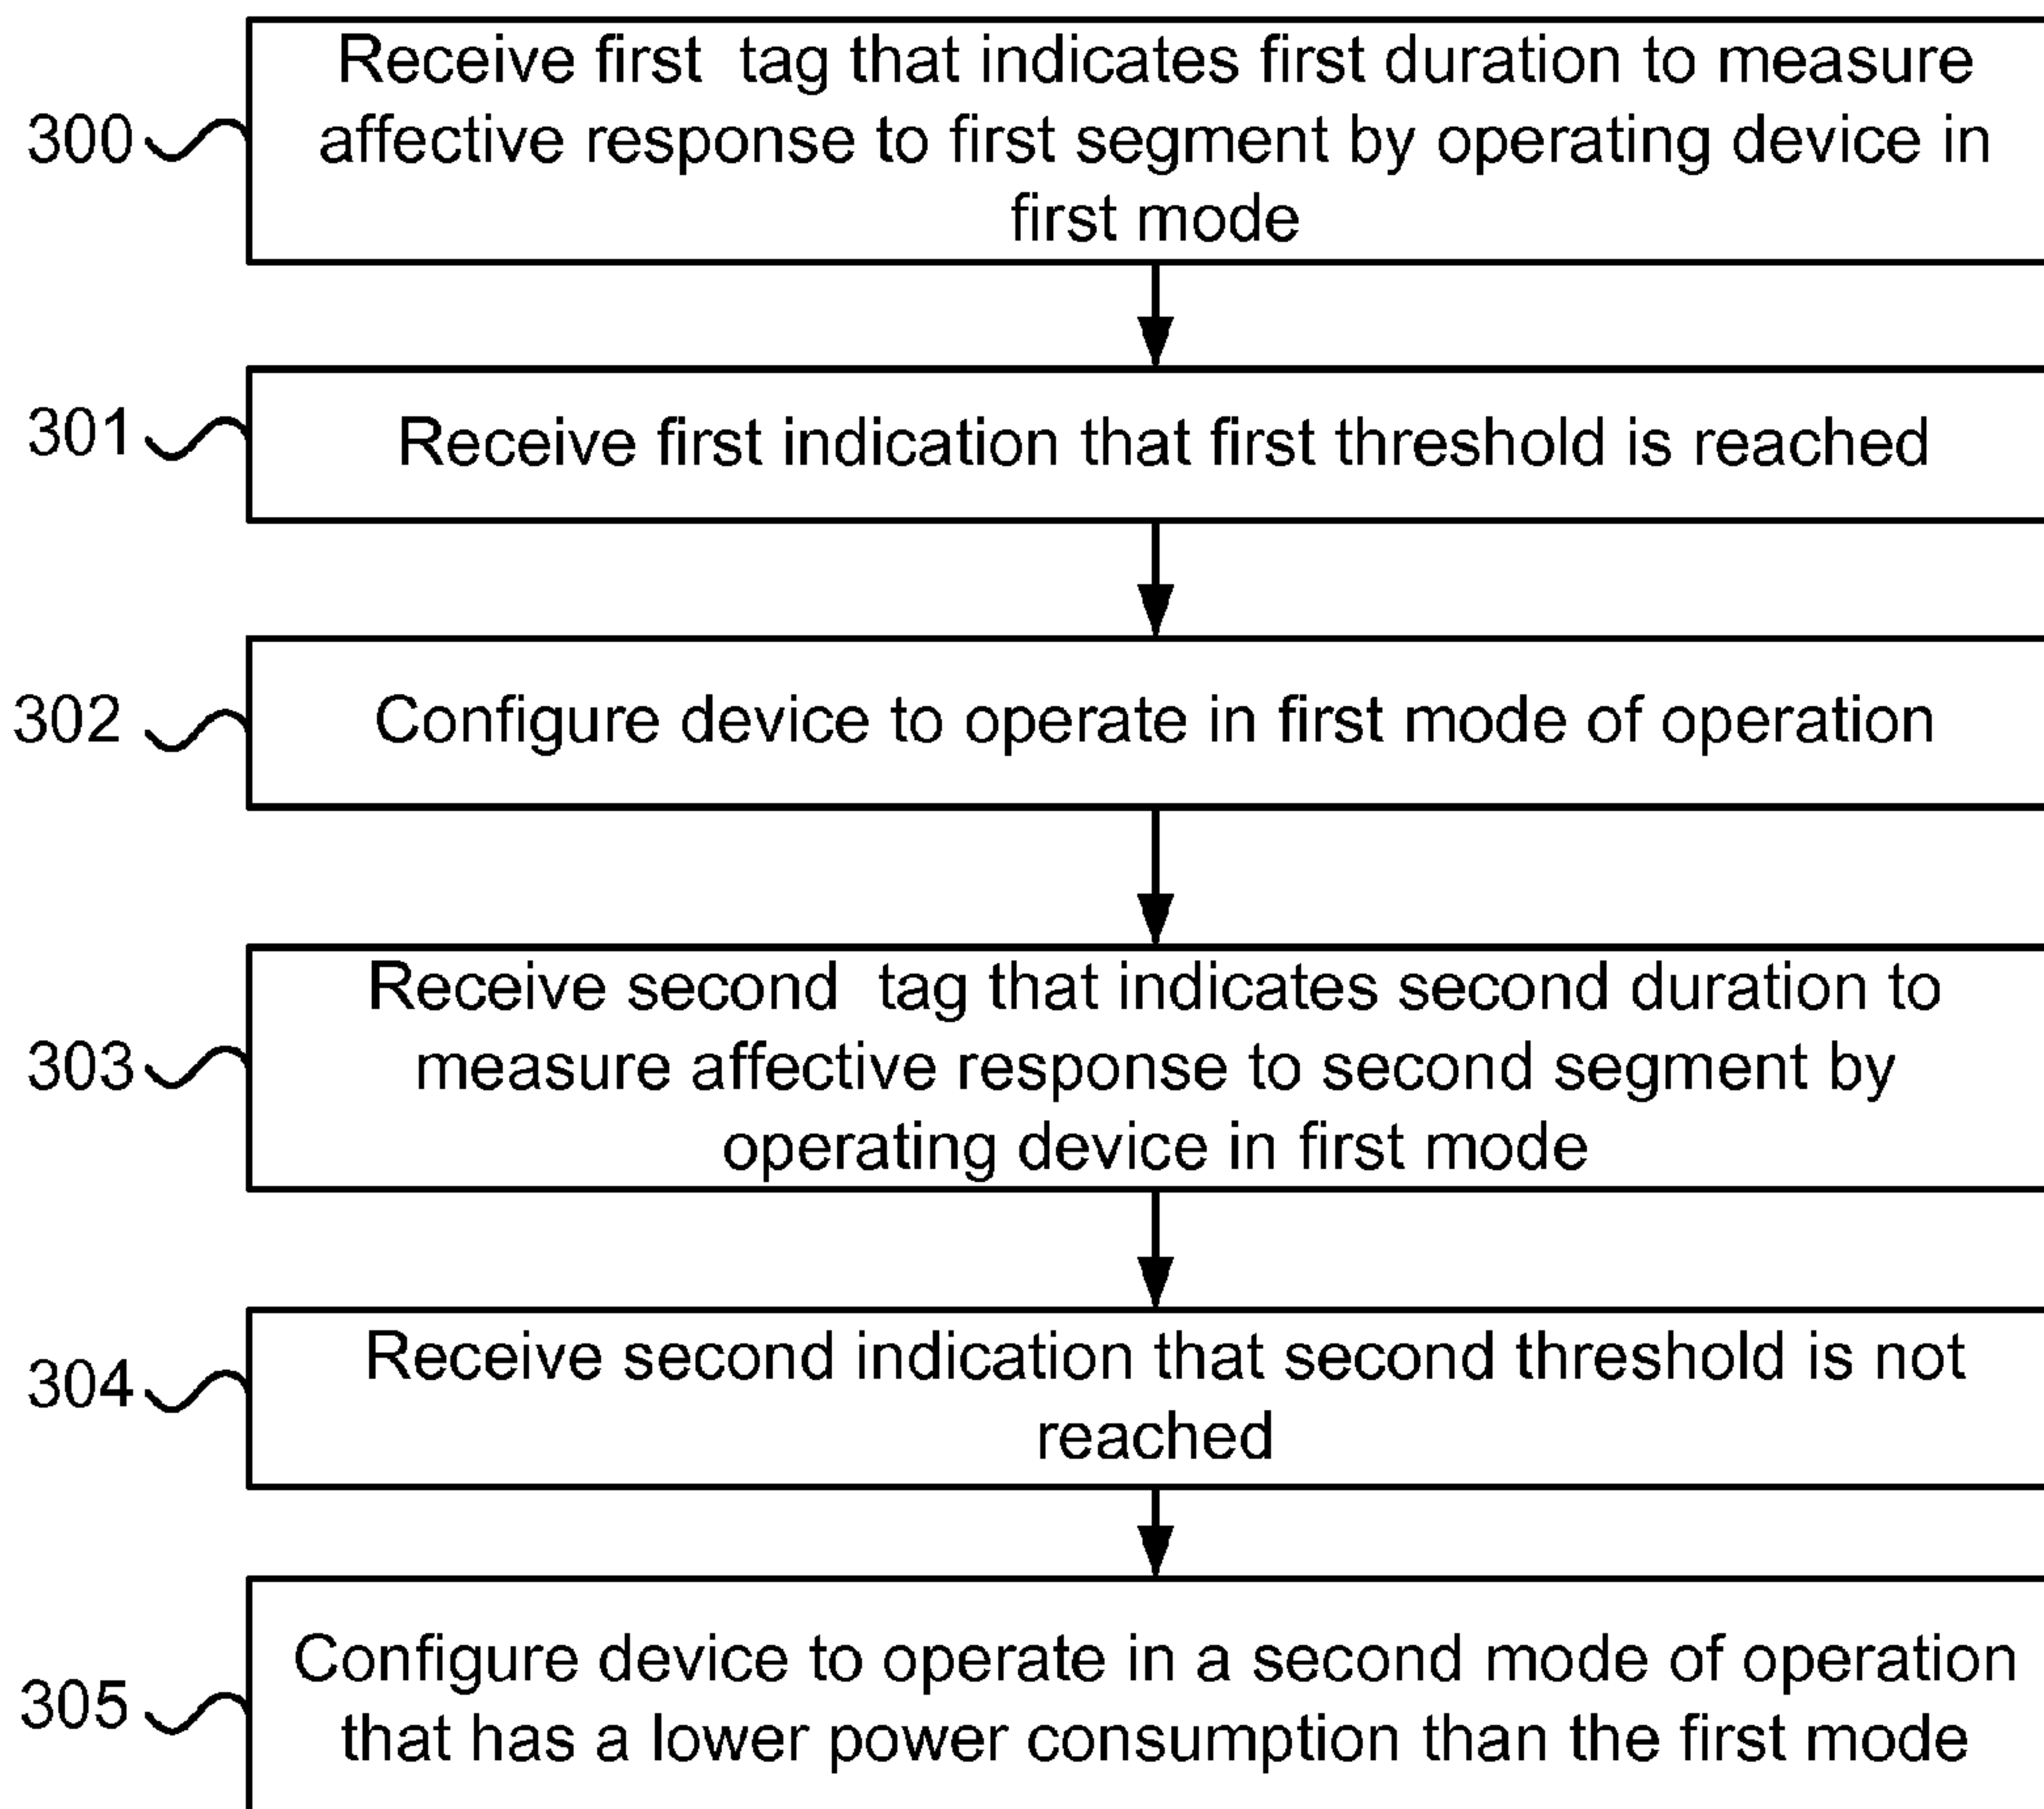 Receive first tag that indicates first duration to measure
300
affective response to first segment by operating device in
first mode
301
Receive first indication that first threshold is reached
302
Configure device to operate in first mode of operation
Receive second tag that indicates second duration to
303
measure affective response to second segment by
operating device in first mode
Receive second indication that second threshold is not
304
reached
Configure device to operate in a second mode of operation
305
that has a lower power consumption than the first mode